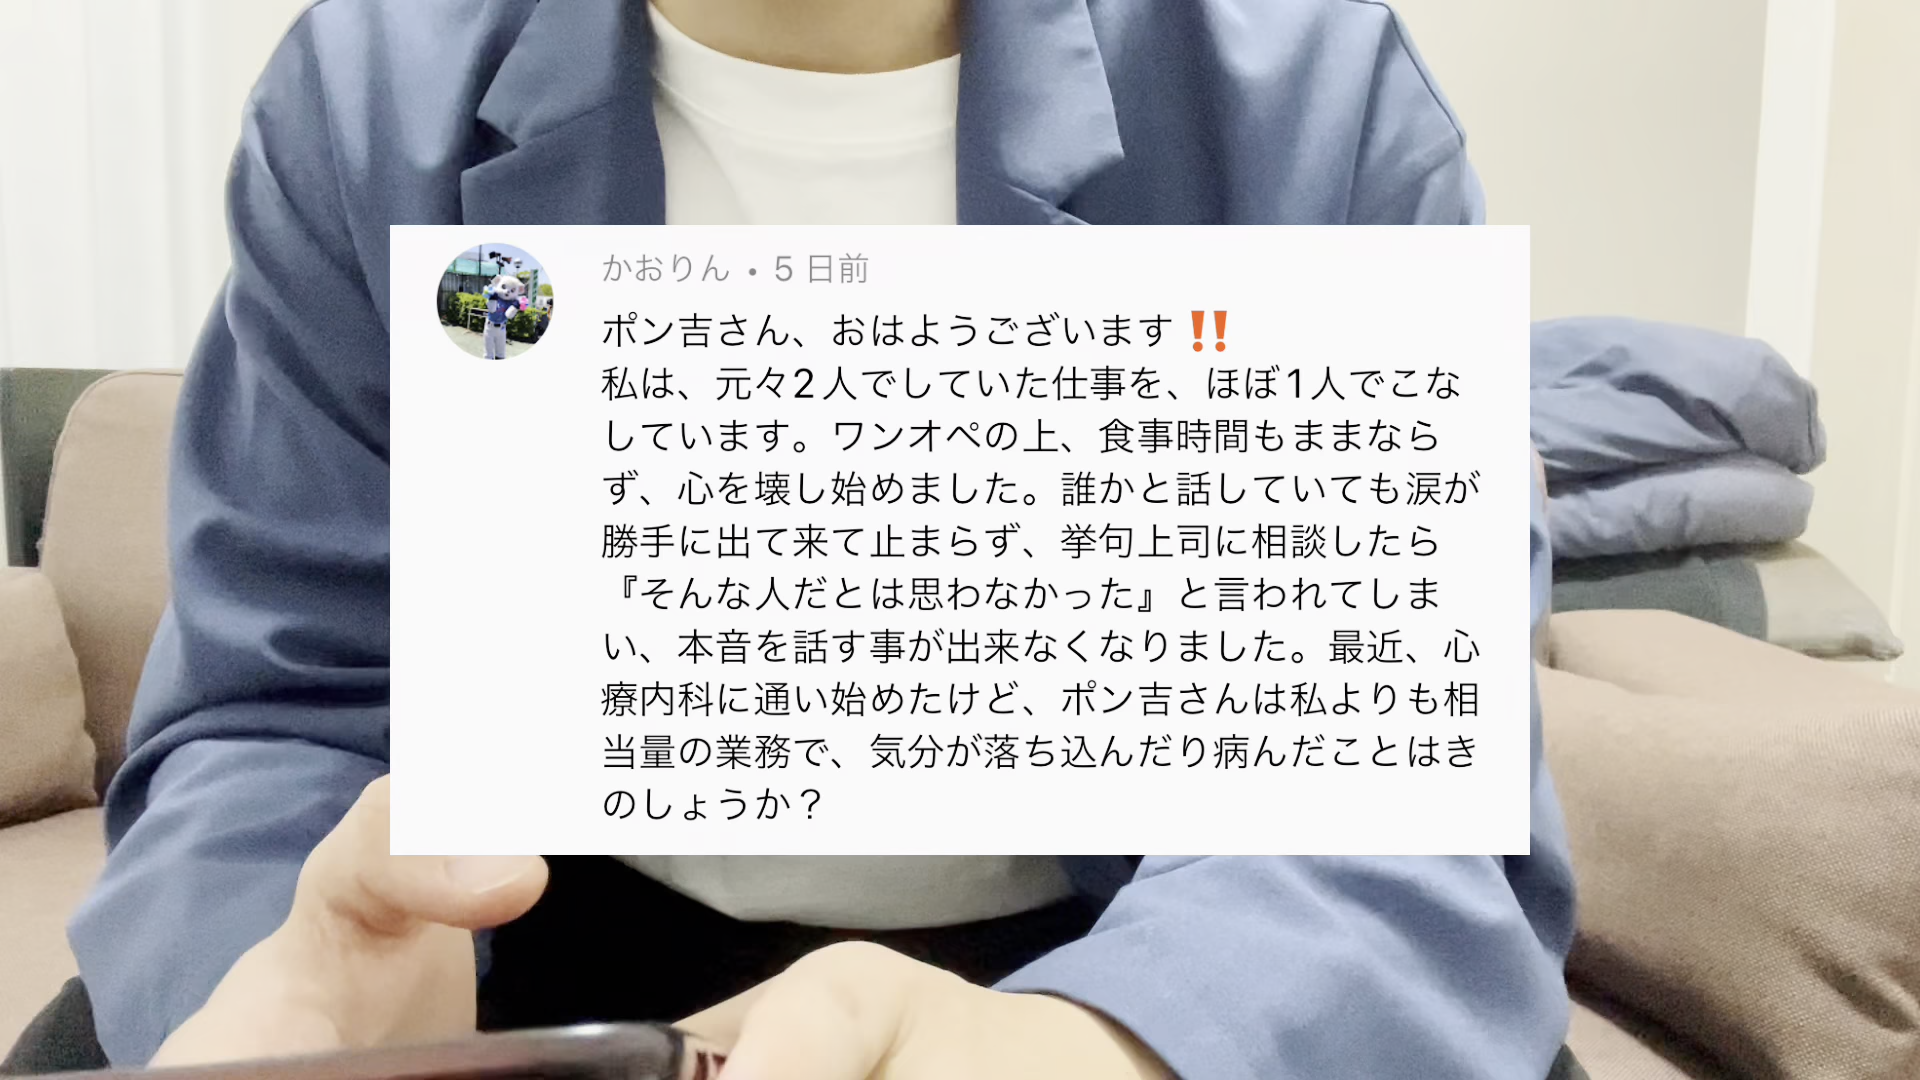 かおりん • 5 日前
ポン吉さん、おはようございます‼️
私は、元々2人でしていた仕事を、ほぼ1人でこな
しています。ワンオペの上、食事時間もままなら
ず、心を壊し始めました。誰かと話していても涙が
勝手に出て来て止まらず、挙句上司に相談したら
『そんな人だとは思わなかった』と言われてしま
い、本音を話す事が出来なくなりました。最近、心
療内科に通い始めたけど、ポン吉さんは私よりも相
当量の業務で、気分が落ち込んだり病んだことはき
のしょうか？